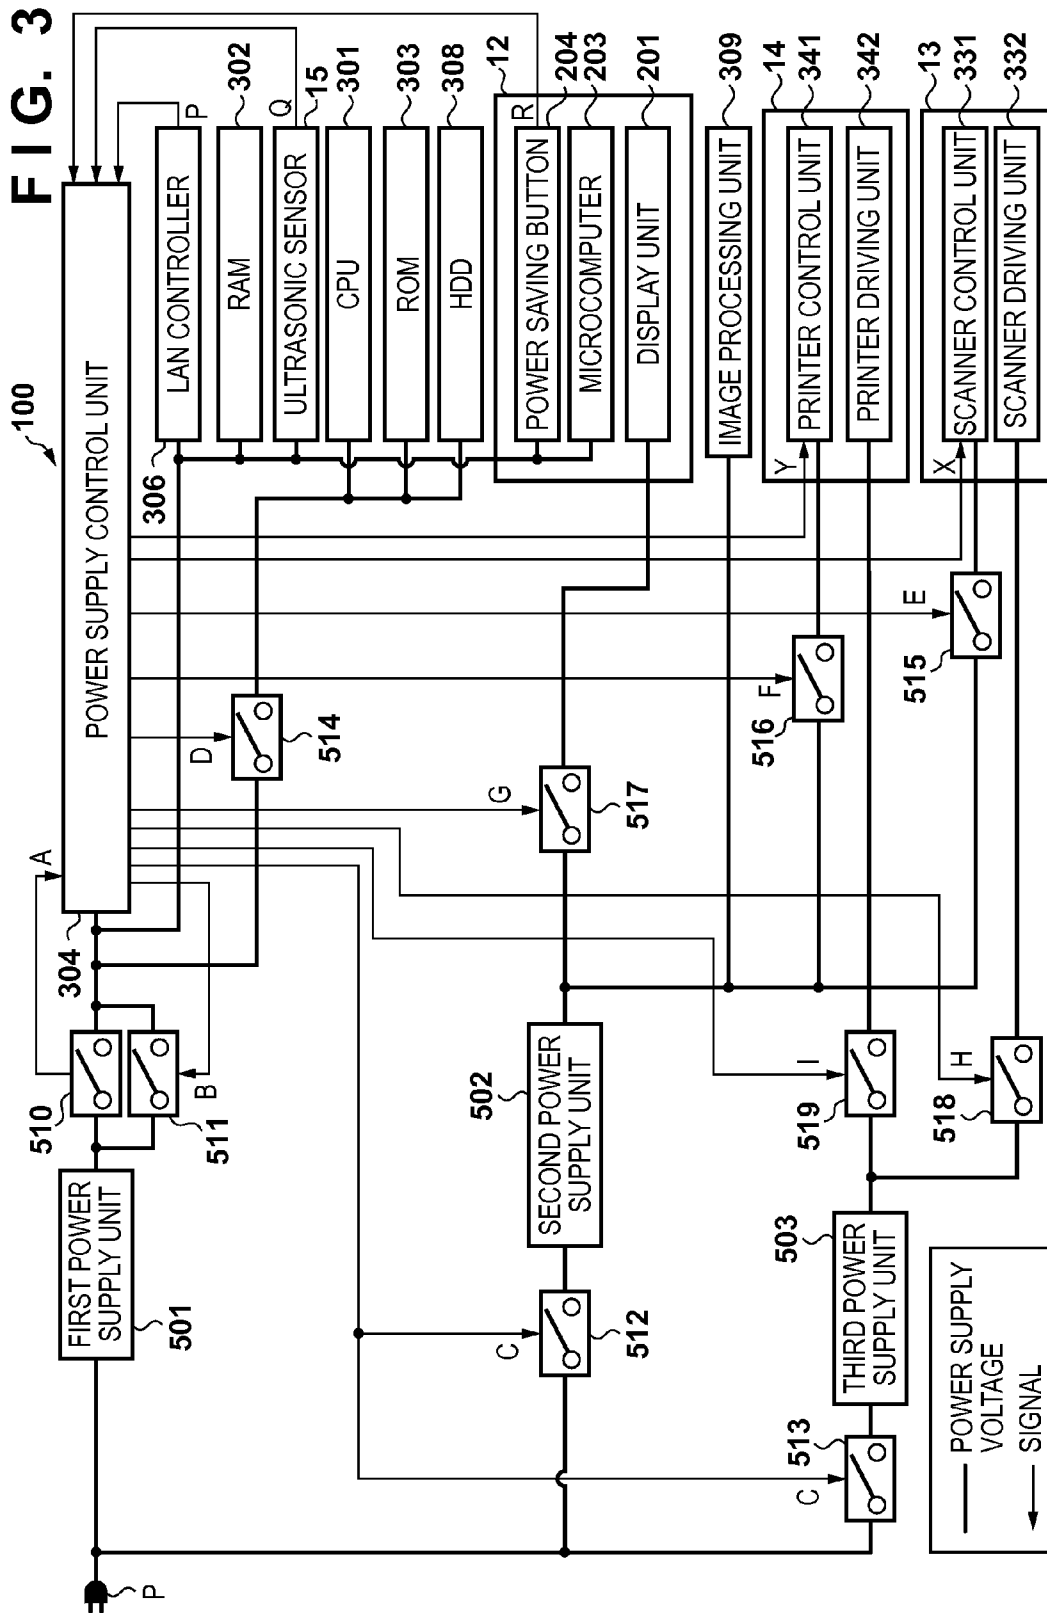 FIG. 3
100
POWER SUPPLY CONTROL UNIT
304
A
B
P
Q
R
LAN CONTROLLER
306
RAM
302
ULTRASONIC SENSOR
15
CPU
301
ROM
303
HDD
308
12
POWER SAVING BUTTON
204
MICROCOMPUTER
203
DISPLAY UNIT
201
IMAGE PROCESSING UNIT
309
14
Y
PRINTER CONTROL UNIT
341
PRINTER DRIVING UNIT
342
13
X
SCANNER CONTROL UNIT
331
SCANNER DRIVING UNIT
332
D
514
G
517
F
516
E
515
I
519
H
518
510
511
FIRST POWER
SUPPLY UNIT
501
SECOND POWER
SUPPLY UNIT
502
THIRD POWER
SUPPLY UNIT
503
C
512
C
513
P
POWER SUPPLY
VOLTAGE
SIGNAL